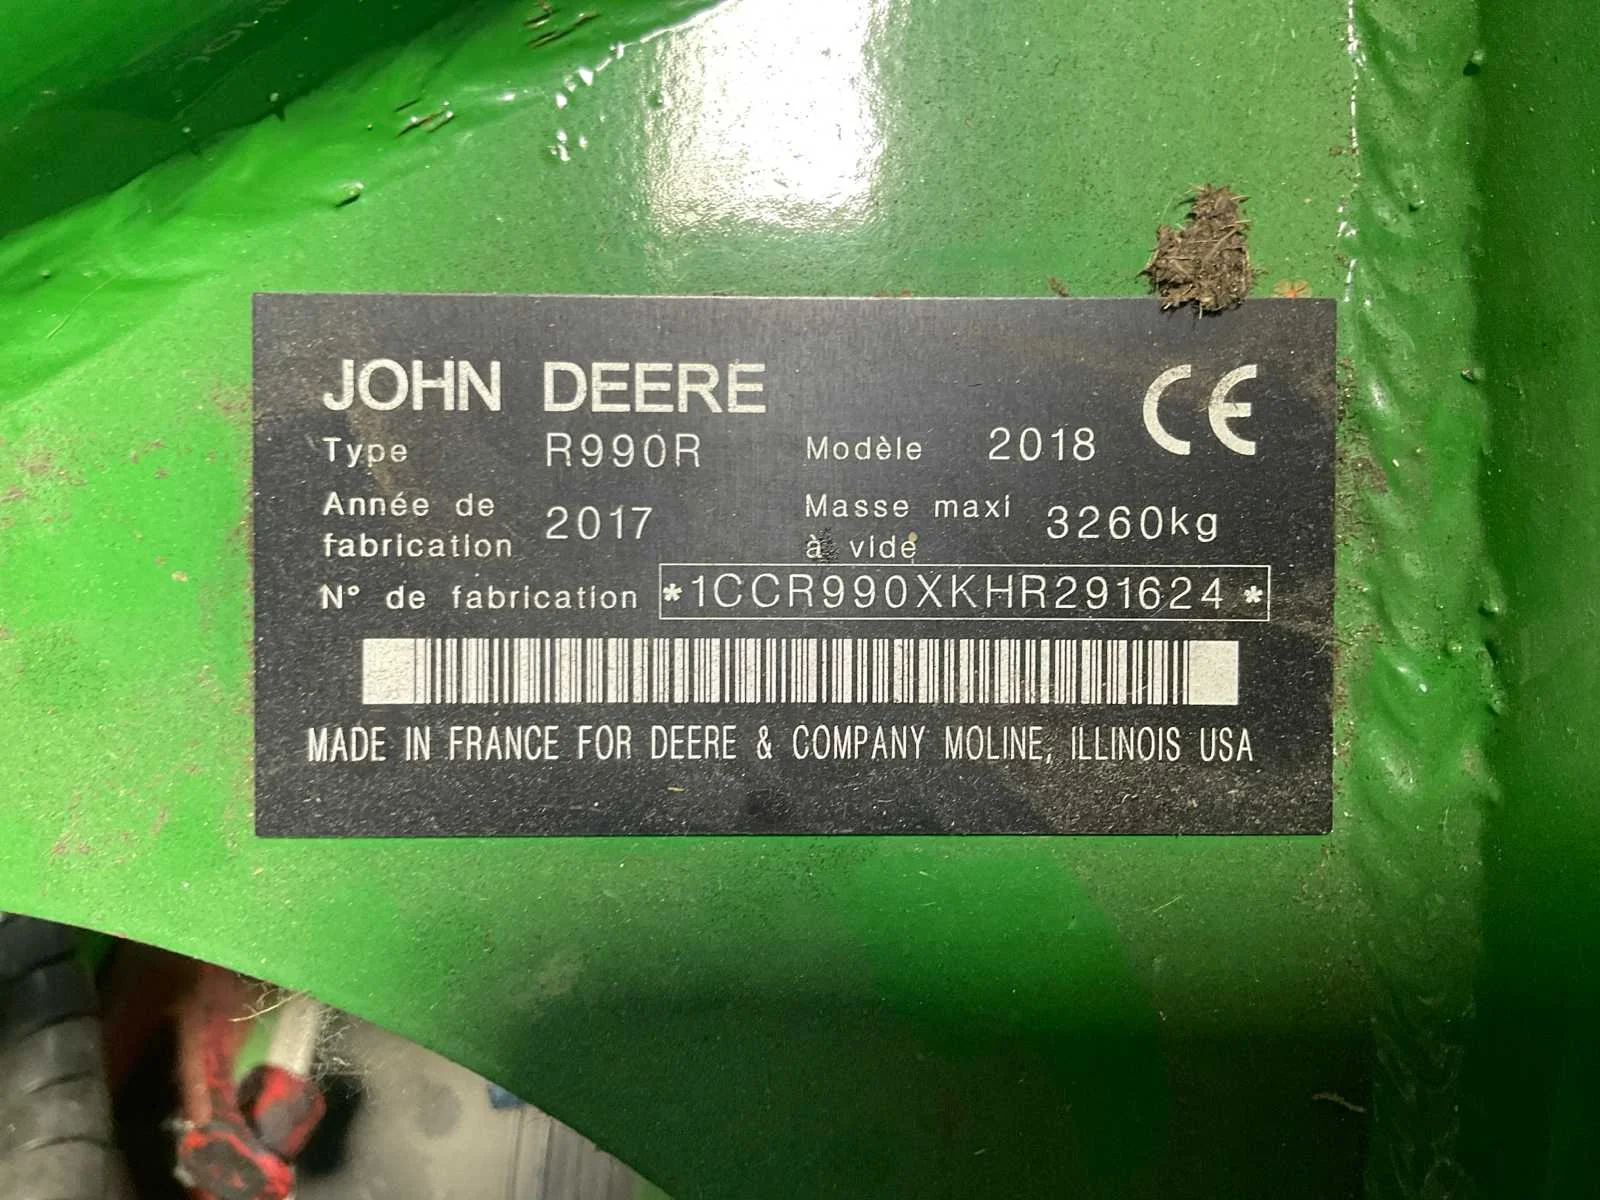 JOHN DEERE
Type R990R Modèle 2018 CE
Année de fabrication 2017 Masse maxi à vide 3260kg
N° de fabrication *1CCR990XKHR291624*
MADE IN FRANCE FOR DEERE & COMPANY MOLINE, ILLINOIS USA